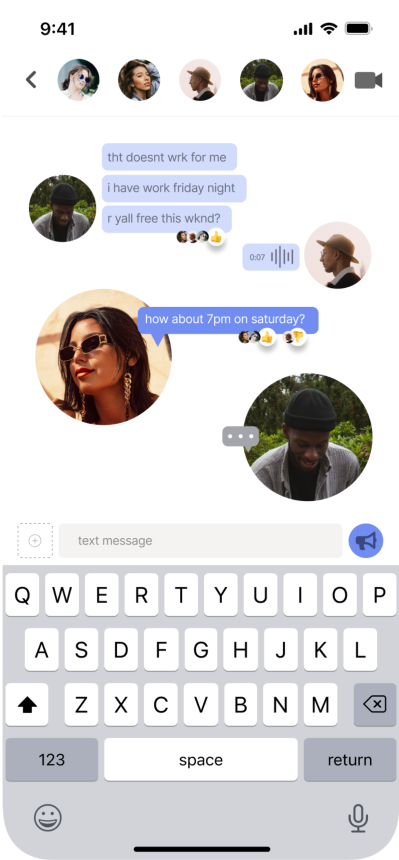 9:41
tht doesnt wrk for me
i have work friday night
r yall free this wknd?
0:07
how about 7pm on saturday?
text message
Q W E R T Y U I O P
A S D F G H J K L
Z X C V B N M
123 space return